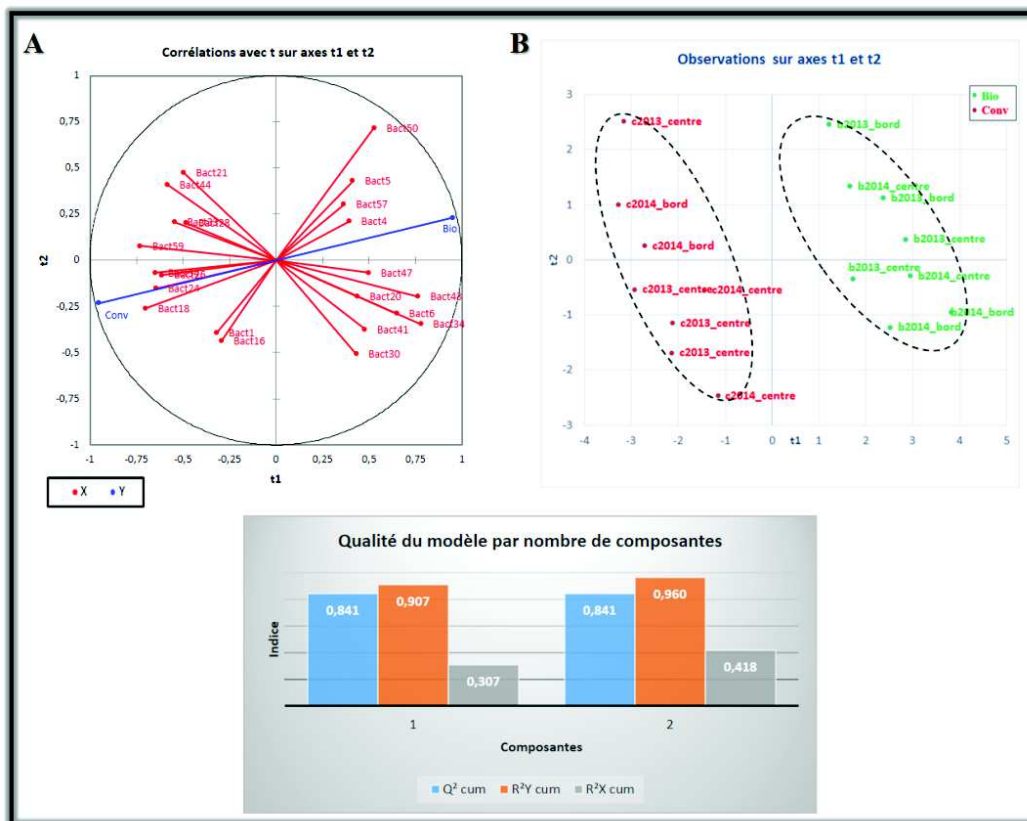 A
Corrélations avec t sur axes t1 et t2
1
0,75
0,5
0,25
0
-0,25
-0,5
-0,75
-1
t2
Bact50
Bact21
Bact44
Bact5
Bact57
Bact4
Bio
Bact59
Bact47
Bact24
Bact20
Bact43
Conv
Bact18
Bact6
Bact34
Bact1
Bact41
Bact16
Bact30
-1 -0,75 -0,5 -0,25 0 0,25 0,5 0,75 1
t1
X Y
B
Observations sur axes t1 et t2
Bio
Conv
3
2
1
0
-1
-2
-3
t2
c2013_centre
b2013_bord
b2014_centre
b2013_bord
c2014_bord
c2014_bord
b2013_centre
b2013_centre
b2014_centre
c2013_centre
c2014_centre
b2014_bord
c2013_centre
b2014_bord
c2013_centre
c2014_centre
-4 -3 -2 -1 0 1 2 3 4 5
t1
Qualité du modèle par nombre de composantes
Indice
0,841 0,907 0,307 0,841 0,960 0,418
1 2
Composantes
Q² cum R²Y cum R²X cum